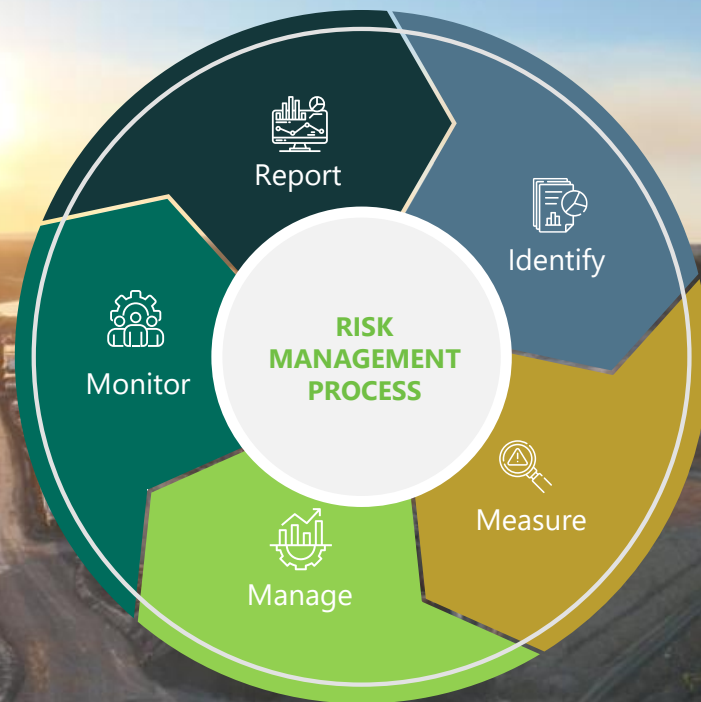 Report
Identify
RISK
MANAGEMENT
PROCESS
Monitor
Measure
Manage